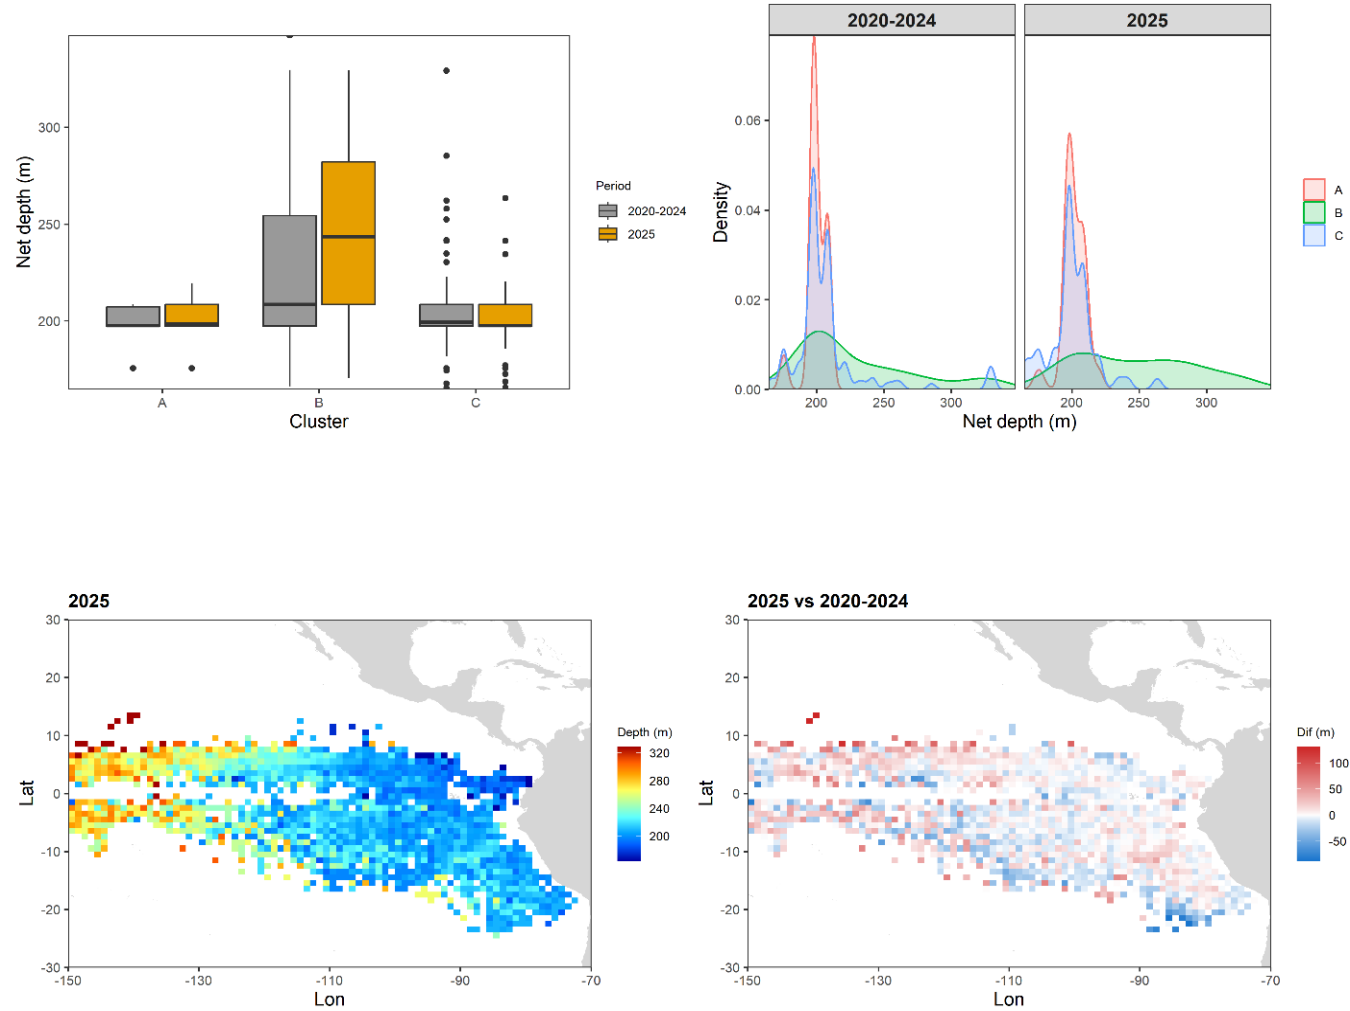 Net depth (m)
300
250
200
A
B
C
Cluster
Period
2020-2024
2025
2020-2024
2025
Density
0.06
0.04
0.02
0.00
200
250
300
200
250
300
Net depth (m)
A
B
C
2025
Lat
30
20
10
0
-10
-20
-30
-150
-130
-110
-90
-70
Lon
Depth (m)
320
280
240
200
2025 vs 2020-2024
Lat
30
20
10
0
-10
-20
-30
-150
-130
-110
-90
-70
Lon
Dif (m)
100
50
0
-50